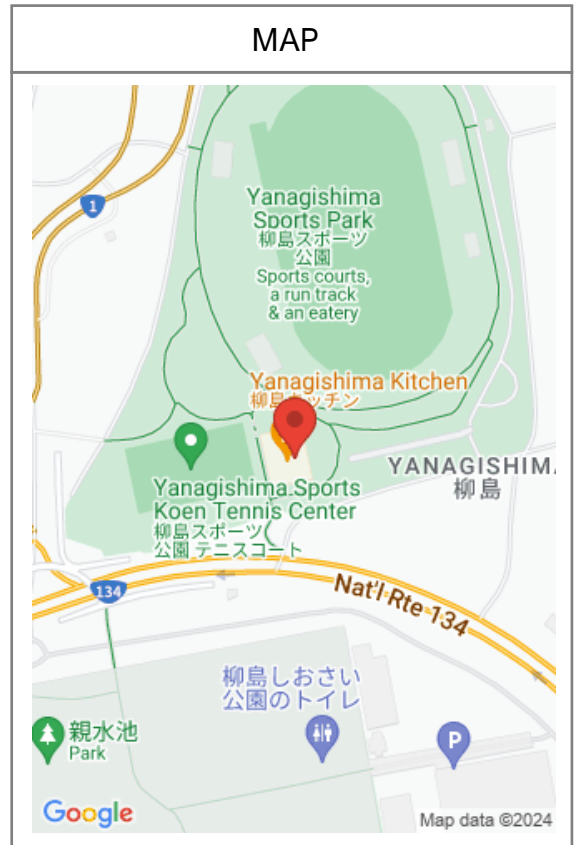 MAP
1
Yanagishima
Sports Park
柳島スポーツ
公園
Sports courts,
a run track
& an eatery
Yanagishima Kitchen
柳島キッチン
YANAGISHIM
柳島
Yanagishima Sports
Koen Tennis Center
柳島スポーツ
公園 テニスコート
134
Nat'l Rte 134
柳島しおさい
公園のトイレ
親水池
Park
P
Google
Map data ©2024